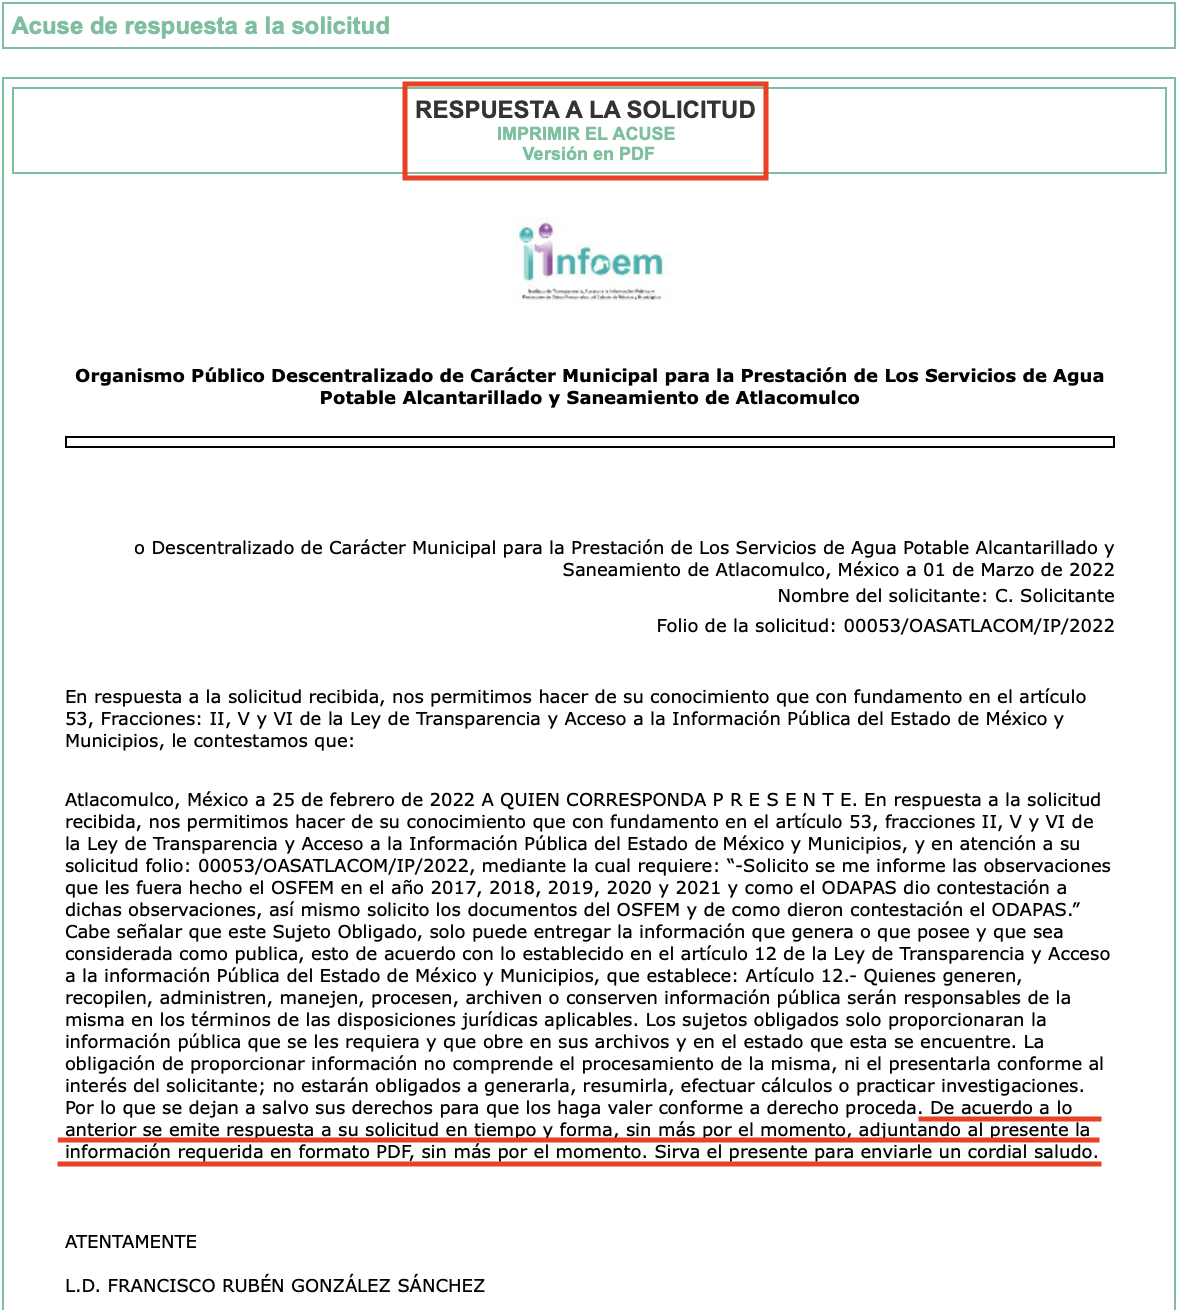 Acuse de respuesta a la solicitud
RESPUESTA A LA SOLICITUD
IMPRIMIR EL ACUSE
Versión en PDF
infoem
Instituto de Transparencia, Acceso a la Información Pública y
Protección de Datos Personales del Estado de México y Municipios
Organismo Público Descentralizado de Carácter Municipal para la Prestación de Los Servicios de Agua
Potable Alcantarillado y Saneamiento de Atlacomulco
o Descentralizado de Carácter Municipal para la Prestación de Los Servicios de Agua Potable Alcantarillado y
Saneamiento de Atlacomulco, México a 01 de Marzo de 2022
Nombre del solicitante: C. Solicitante
Folio de la solicitud: 00053/OASATLACOM/IP/2022
En respuesta a la solicitud recibida, nos permitimos hacer de su conocimiento que con fundamento en el artículo
53, Fracciones: II, V y VI de la Ley de Transparencia y Acceso a la Información Pública del Estado de México y
Municipios, le contestamos que:
Atlacomulco, México a 25 de febrero de 2022 A QUIEN CORRESPONDA P R E S E N T E. En respuesta a la solicitud
recibida, nos permitimos hacer de su conocimiento que con fundamento en el artículo 53, fracciones II, V y VI de
la Ley de Transparencia y Acceso a la Información Pública del Estado de México y Municipios, y en atención a su
solicitud folio: 00053/OASATLACOM/IP/2022, mediante la cual requiere: “-Solicito se me informe las observaciones
que les fuera hecho el OSFEM en el año 2017, 2018, 2019, 2020 y 2021 y como el ODAPAS dio contestación a
dichas observaciones, así mismo solicito los documentos del OSFEM y de como dieron contestación el ODAPAS.”
Cabe señalar que este Sujeto Obligado, solo puede entregar la información que genera o que posee y que sea
considerada como publica, esto de acuerdo con lo establecido en el artículo 12 de la Ley de Transparencia y Acceso
a la información Pública del Estado de México y Municipios, que establece: Artículo 12.- Quienes generen,
recopilen, administren, manejen, procesen, archiven o conserven información pública serán responsables de la
misma en los términos de las disposiciones jurídicas aplicables. Los sujetos obligados solo proporcionaran la
información pública que se les requiera y que obre en sus archivos y en el estado que esta se encuentre. La
obligación de proporcionar información no comprende el procesamiento de la misma, ni el presentarla conforme al
interés del solicitante; no estarán obligados a generarla, resumirla, efectuar cálculos o practicar investigaciones.
Por lo que se dejan a salvo sus derechos para que los haga valer conforme a derecho proceda. De acuerdo a lo
anterior se emite respuesta a su solicitud en tiempo y forma, sin más por el momento, adjuntando al presente la
información requerida en formato PDF, sin más por el momento. Sirva el presente para enviarle un cordial saludo.
ATENTAMENTE
L.D. FRANCISCO RUBÉN GONZÁLEZ SÁNCHEZ